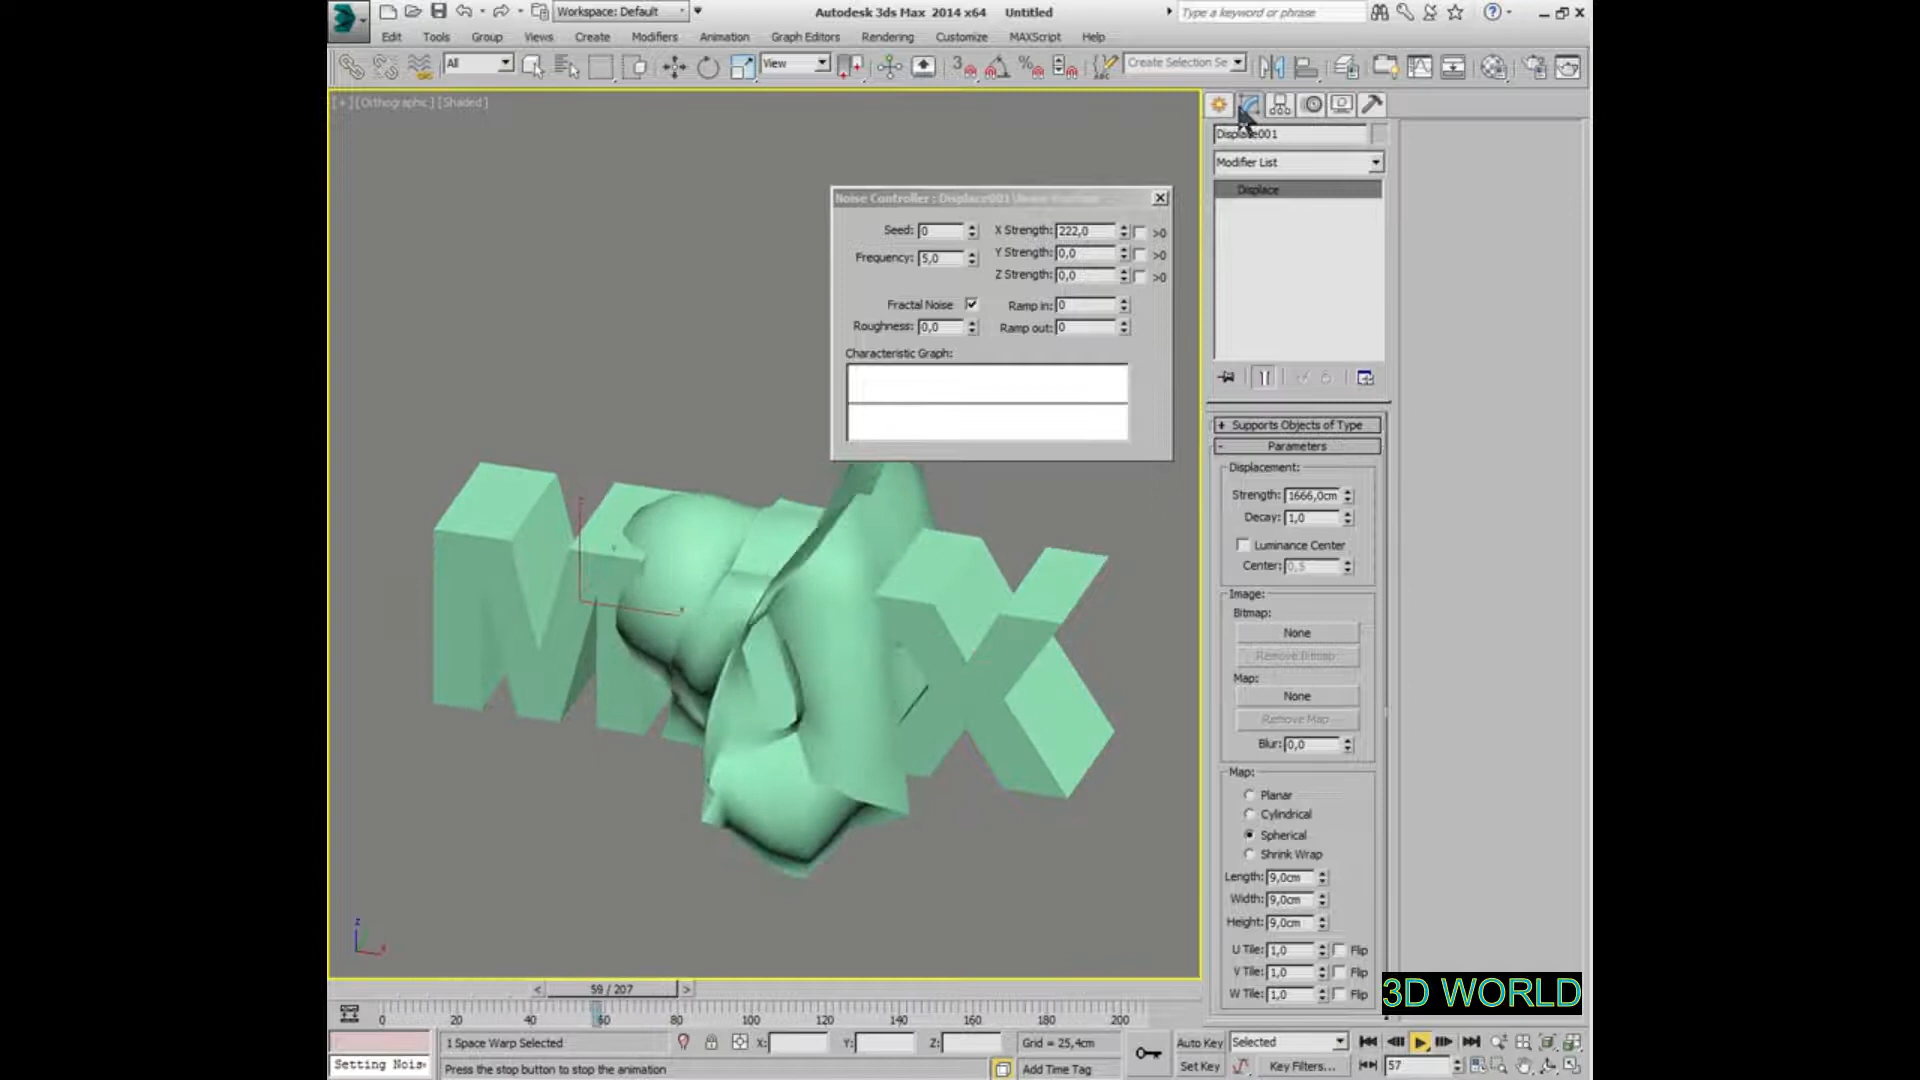 Workspace: Default
Autodesk 3ds Max 2014 x64 Untitled
Type a keyword or phrase
Edit Tools Group Views Create Modifiers Animation Graph Editors Rendering Customize MAXScript Help
All
View
3
Create Selection Se
[+] [Orthographic] [Shaded]
Displace001
Modifier List
Displace
Noise Controller : Displace001
Seed: 0
X Strength: 222,0 >0
Frequency: 5,0
Y Strength: 0,0 >0
Z Strength: 0,0 >0
Fractal Noise
Ramp in: 0
Roughness: 0,0
Ramp out: 0
Characteristic Graph:
+ Supports Objects of Type
- Parameters
Displacement:
Strength: 1666,0cm
Decay: 1,0
Luminance Center
Center: 0,5
Image:
Bitmap:
None
Remove Bitmap
Map:
None
Remove Map
Blur: 0,0
Map:
Planar
Cylindrical
Spherical
Shrink Wrap
Length: 9,0cm
Width: 9,0cm
Height: 9,0cm
U Tile: 1,0 Flip
V Tile: 1,0 Flip
W Tile: 1,0 Flip
3D WORLD
M X
z
x
< 59 / 207 >
0 20 40 60 80 100 120 140 160 180 200
1 Space Warp Selected
X: Y: Z:
Grid = 25,4cm
Auto Key
Selected
Setting Nois
Press the stop button to stop the animation
Add Time Tag
Set Key
Key Filters...
57